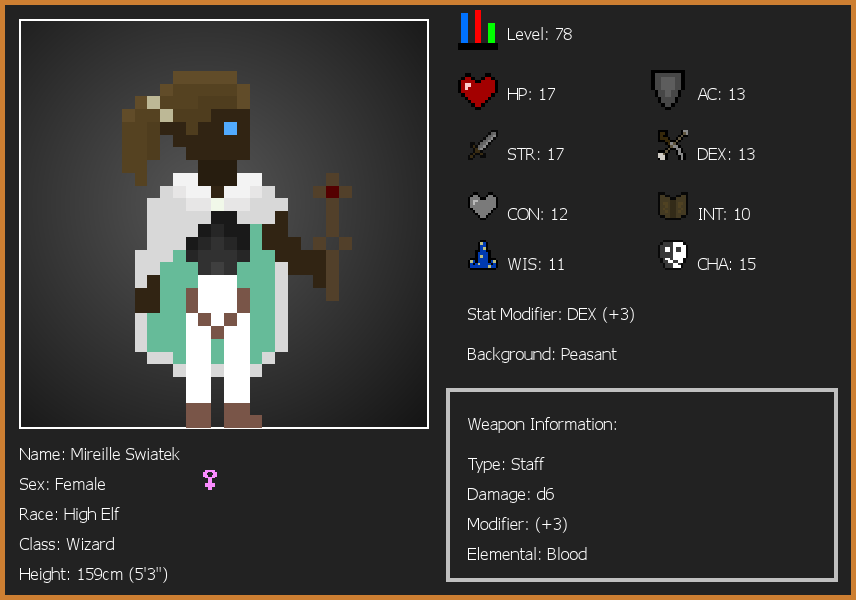 Level: 78
HP: 17
AC: 13
STR: 17
DEX: 13
CON: 12
INT: 10
WIS: 11
CHA: 15
Stat Modifier: DEX (+3)
Background: Peasant
Weapon Information:
Type: Staff
Damage: d6
Modifier: (+3)
Elemental: Blood
Name: Mireille Swiatek
Sex: Female
Race: High Elf
Class: Wizard
Height: 159cm (5'3")